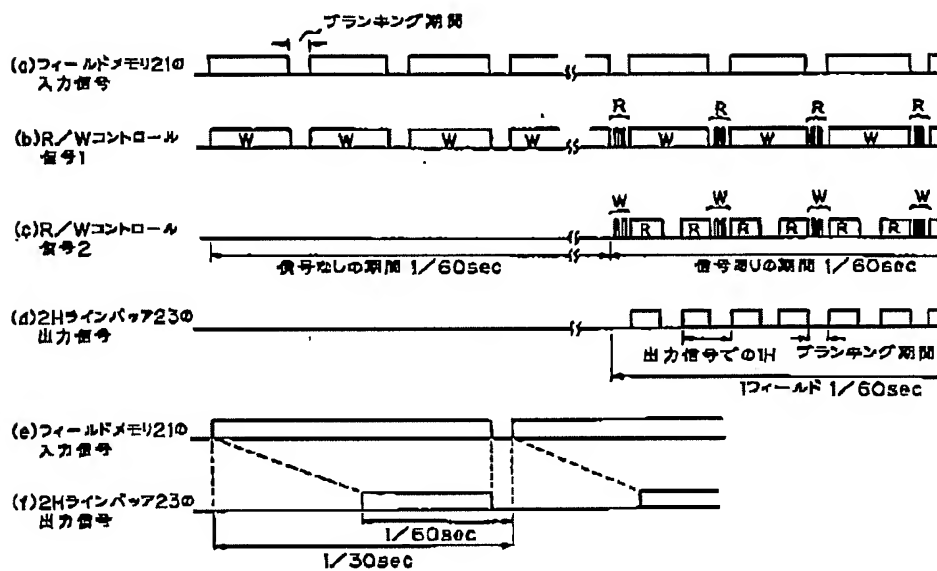 ブランキング期間
(a)フィールドメモリ21の
入力信号
R R R R
(b)R/Wコントロール
信号1
W W W W W W W
W W W W
(c)R/Wコントロール
信号2
R R R R R R
信号なしの期間 1/60sec 信号ありの期間 1/60sec
(d)2Hラインバッファ23の
出力信号
出力信号での1H ブランキング期間
1フィールド 1/60sec
(e)フィールドメモリ21の
入力信号
(f)2Hラインバッファ23の
出力信号
1/60sec
1/30sec